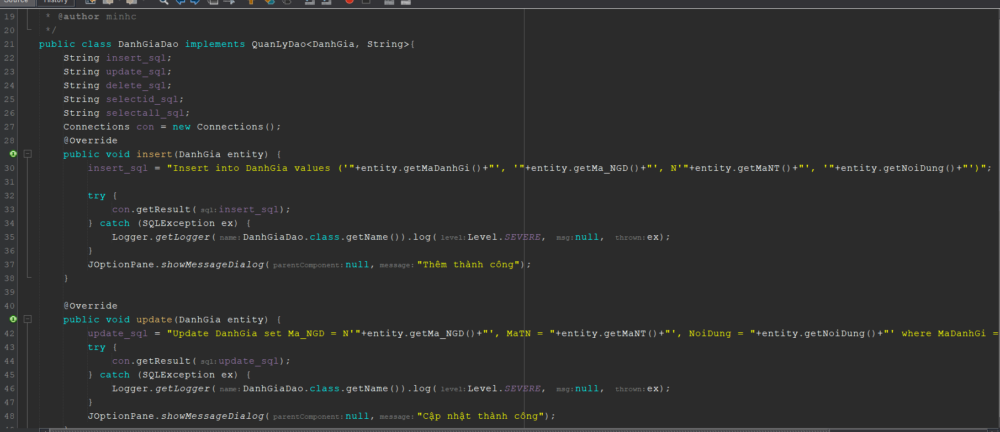 Source History
19 * @author minhc
20 */
21 public class DanhGiaDao implements QuanLyDao<DanhGia, String>{
22 String insert_sql;
23 String update_sql;
24 String delete_sql;
25 String selectid_sql;
26 String selectall_sql;
27 Connections con = new Connections();
28 @Override
public void insert(DanhGia entity) {
30 insert_sql = "Insert into DanhGia values ('"+entity.getMaDanhGi()+"', '"+entity.getMa_NGD()+"', N'"+entity.getMaNT()+"', '"+entity.getNoiDung()+"')";
31
32 try {
33 con.getResult( sql: insert_sql);
34 } catch (SQLException ex) {
35 Logger.getLogger( name: DanhGiaDao.class.getName()).log( level: Level.SEVERE, msg: null, thrown: ex);
36 }
37 JOptionPane.showMessageDialog( parentComponent: null, message: "Thêm thành công");
38 }
39
40 @Override
public void update(DanhGia entity) {
42 update_sql = "Update DanhGia set Ma_NGD = N'"+entity.getMa_NGD()+"', MaTN = "+entity.getMaNT()+"', NoiDung = "+entity.getNoiDung()+"' where MaDanhGi =
43 try {
44 con.getResult( sql: update_sql);
45 } catch (SQLException ex) {
46 Logger.getLogger( name: DanhGiaDao.class.getName()).log( level: Level.SEVERE, msg: null, thrown: ex);
47 }
48 JOptionPane.showMessageDialog( parentComponent: null, message: "Cập nhật thành công");